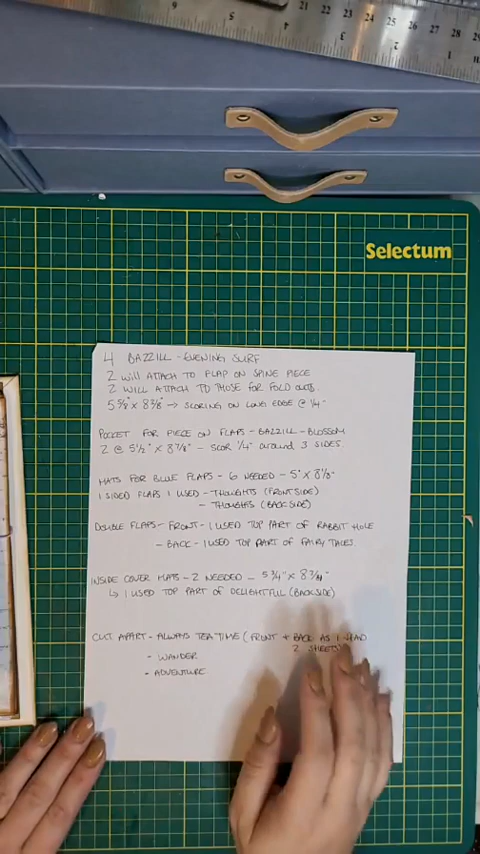 Selectum
4 BAZZILL - EVENING SURF
2 WILL ATTACH TO FLAP ON SPINE PIECE
2 WILL ATTACH TO THOSE FOR FOLD OUTS.
5 5/8" x 8 3/8" → SCORING ON LONG EDGE @ 1/4"
POCKET FOR PIECE ON FLAPS - BAZZILL - BLOSSOM
2 @ 5 1/2" x 8 7/8" - SCOR 1/4" around 3 SIDES.
MATS FOR BLUE FLAPS - 6 NEEDED - 5" x 8 1/8"
1 SIDED FLAPS I USED - THOUGHTS (FRONT SIDE)
- THOUGHTS (BACK SIDE)
DOUBLE FLAPS - FRONT - I USED TOP PART OF RABBIT HOLE
- BACK - I USED TOP PART OF FAIRY TALES.
INSIDE COVER MATS - 2 NEEDED - 5 3/4" x 8 3/4"
↳ I USED TOP PART OF DELIGHTFUL (BACKSIDE)
CUT APART - ALWAYS TEA TIME (FRONT + BACK AS I HAD
2 SHEETS)
- WANDER
- ADVENTURE